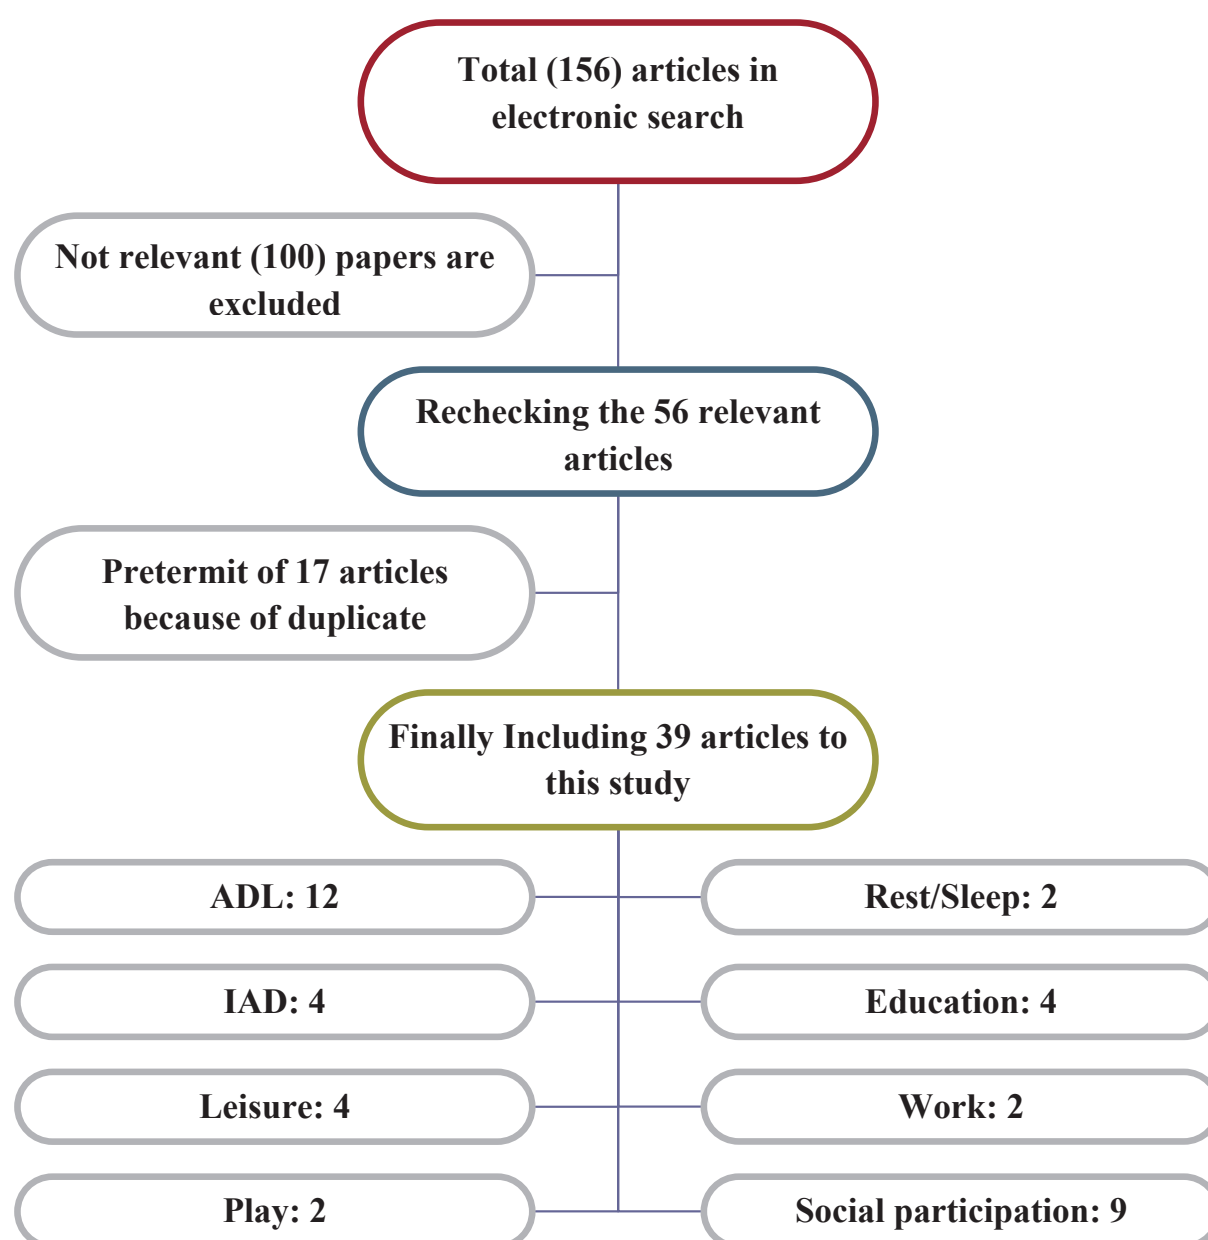 Total (156) articles in
electronic search
Not relevant (100) papers are
excluded
Rechecking the 56 relevant
articles
Pretermit of 17 articles
because of duplicate
Finally Including 39 articles to
this study
ADL: 12
Rest/Sleep: 2
IAD: 4
Education: 4
Leisure: 4
Work: 2
Play: 2
Social participation: 9